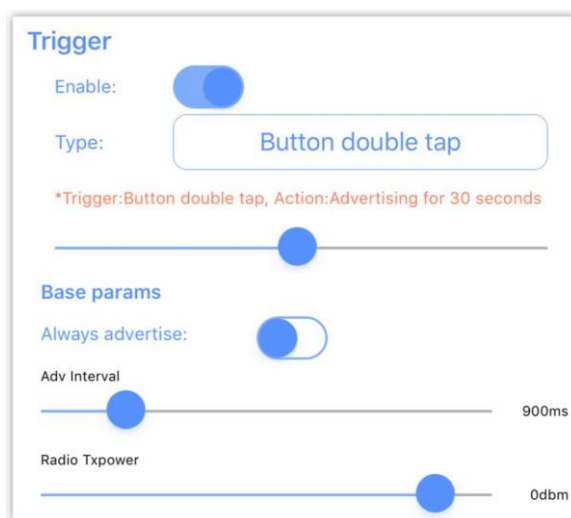 Trigger
Enable:
Type: Button double tap
*Trigger:Button double tap, Action:Advertising for 30 seconds
Base params
Always advertise:
Adv Interval
900ms
Radio Txpower
0dbm